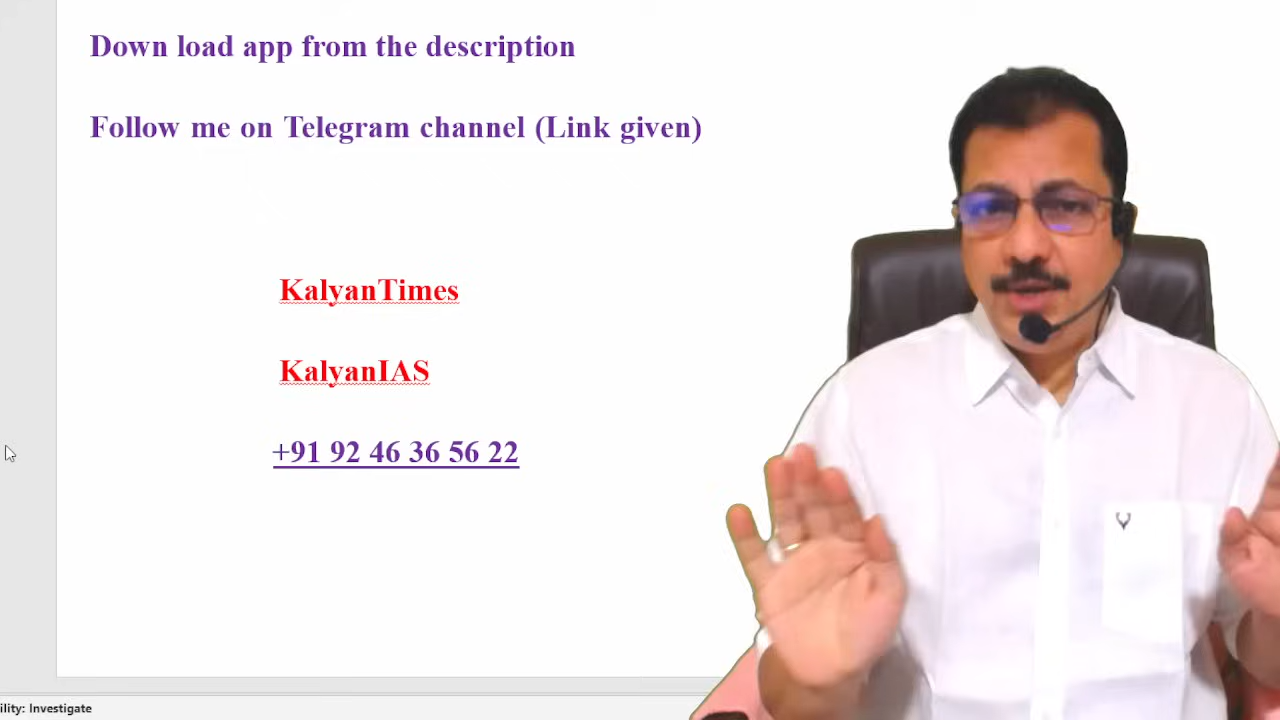 Down load app from the description
Follow me on Telegram channel (Link given)
KalyanTimes
KalyanIAS
+91 92 46 36 56 22
ility: Investigate